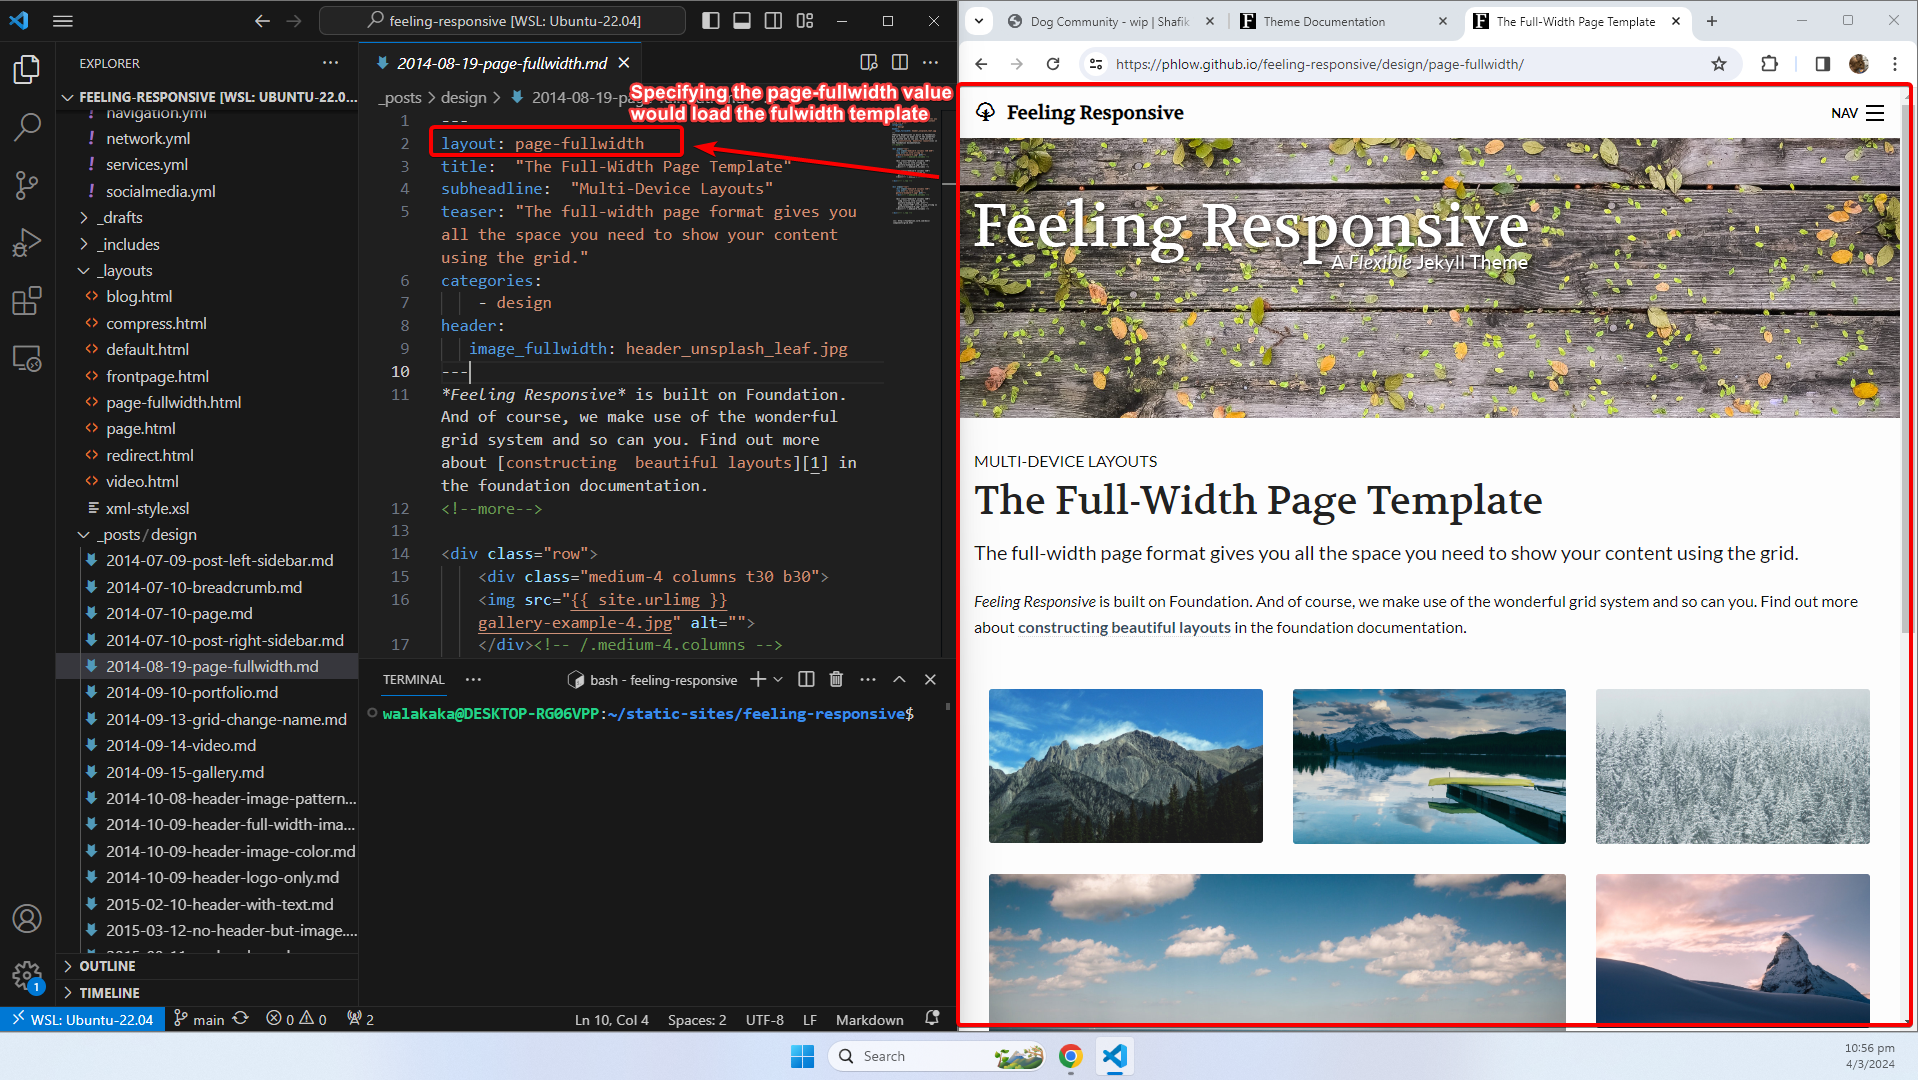 feeling-responsive [WSL: Ubuntu-22.04]
EXPLORER
FEELING-RESPONSIVE [WSL: UBUNTU-22.0...
navigation.yml
! network.yml
! services.yml
! socialmedia.yml
_drafts
_includes
_layouts
<> blog.html
<> compress.html
<> default.html
<> frontpage.html
<> page-fullwidth.html
<> page.html
<> redirect.html
<> video.html
xml-style.xsl
_posts / design
2014-07-09-post-left-sidebar.md
2014-07-10-breadcrumb.md
2014-07-10-page.md
2014-07-10-post-right-sidebar.md
2014-08-19-page-fullwidth.md
2014-09-10-portfolio.md
2014-09-13-grid-change-name.md
2014-09-14-video.md
2014-09-15-gallery.md
2014-10-08-header-image-pattern...
2014-10-09-header-full-width-ima...
2014-10-09-header-image-color.md
2014-10-09-header-logo-only.md
2015-02-10-header-with-text.md
2015-03-12-no-header-but-image....
OUTLINE
TIMELINE
1
2014-08-19-page-fullwidth.md
_posts > design > 2014-08-19-pag
Specifying the page-fullwidth value
would load the fulwidth template
1 ---
2 layout: page-fullwidth
3 title:  "The Full-Width Page Template"
4 subheadline:  "Multi-Device Layouts"
5 teaser: "The full-width page format gives you
all the space you need to show your content
using the grid."
6 categories:
7 - design
8 header:
9 image_fullwidth: header_unsplash_leaf.jpg
10 ---
11 *Feeling Responsive* is built on Foundation.
And of course, we make use of the wonderful
grid system and so can you. Find out more
about [constructing  beautiful layouts][1] in
the foundation documentation.
12 <!--more-->
13
14 <div class="row">
15 <div class="medium-4 columns t30 b30">
16 <img src="{{ site.urlimg }}
gallery-example-4.jpg" alt="">
17 </div><!-- /.medium-4.columns -->
TERMINAL
bash - feeling-responsive
walakaka@DESKTOP-RG06VPP:~/static-sites/feeling-responsive$
WSL: Ubuntu-22.04
main
0 0
2
Ln 10, Col 4
Spaces: 2
UTF-8
LF
Markdown
Dog Community - wip | Shafik
Theme Documentation
The Full-Width Page Template
https://phlow.github.io/feeling-responsive/design/page-fullwidth/
Feeling Responsive
NAV
Feeling Responsive
A Flexible Jekyll Theme
MULTI-DEVICE LAYOUTS
The Full-Width Page Template
The full-width page format gives you all the space you need to show your content using the grid.
Feeling Responsive is built on Foundation. And of course, we make use of the wonderful grid system and so can you. Find out more
about constructing beautiful layouts in the foundation documentation.
Search
10:56 pm
4/3/2024